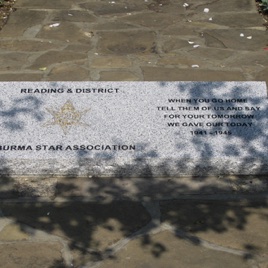 READING & DISTRICT
BURMA STAR ASSOCIATION
WHEN YOU GO HOME
TELL THEM OF US AND SAY
FOR YOUR TOMORROW
WE GAVE OUR TODAY
1941 - 1945